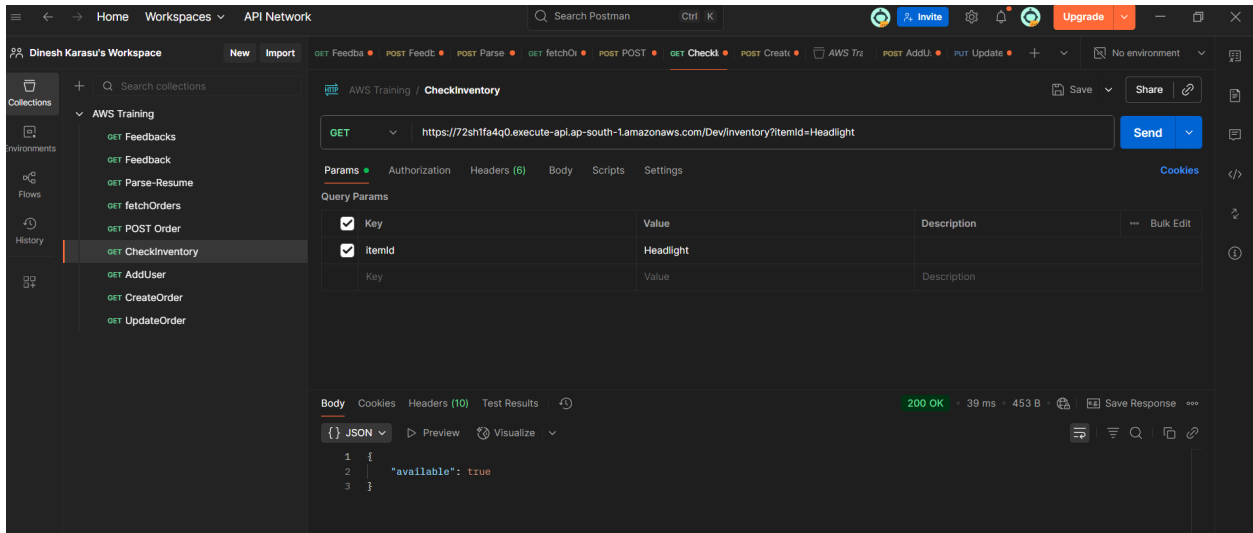 Home Workspaces API Network Search Postman Ctrl K Invite Upgrade
Dinesh Karasu's Workspace New Import GET Feedba POST Feedb POST Parse GET fetchOr POST POST GET CheckI POST Create AWS Tra POST AddU: PUT Update No environment
Collections
Environments
Flows
History
Search collections
AWS Training
GET Feedbacks
GET Feedback
GET Parse-Resume
GET fetchOrders
GET POST Order
GET CheckInventory
GET AddUser
GET CreateOrder
GET UpdateOrder
HTTP AWS Training / CheckInventory Save Share
GET https://72sh1fa4q0.execute-api.ap-south-1.amazonaws.com/Dev/inventory?itemId=Headlight Send
Params Authorization Headers (6) Body Scripts Settings Cookies
Query Params
Key Value Description Bulk Edit
itemId Headlight
Key Value Description
Body Cookies Headers (10) Test Results 200 OK 39 ms 453 B Save Response
{} JSON Preview Visualize
1 {
2 "available": true
3 }